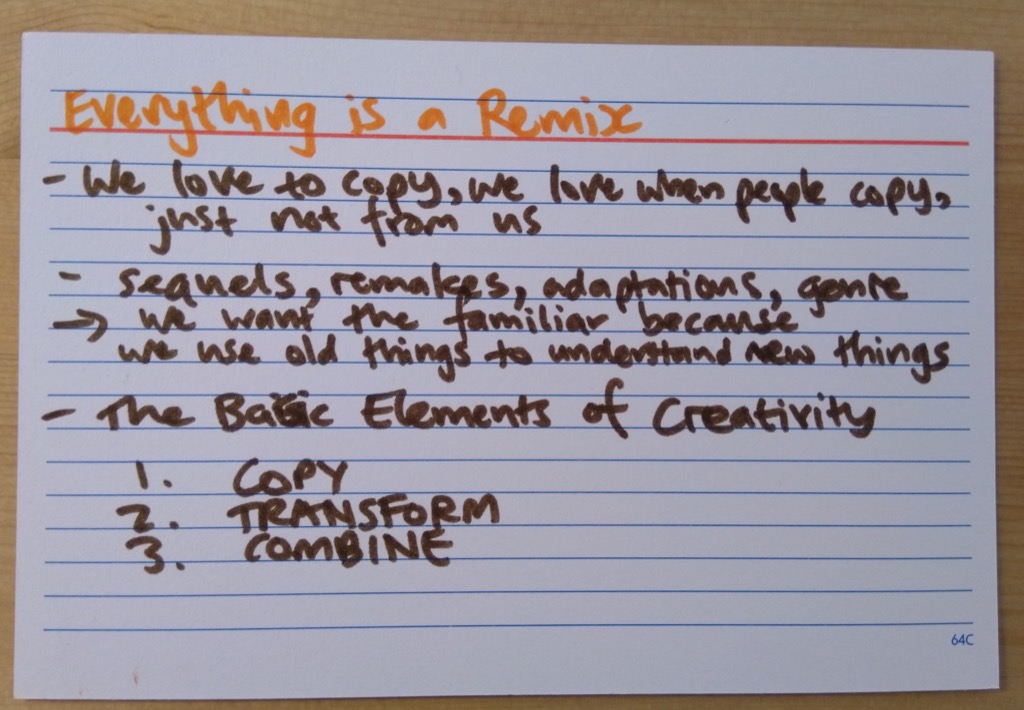 Everything is a Remix
- We love to copy, we love when people copy,
just not from us
- sequels, remakes, adaptations, genre
→ we want the familiar because
we use old things to understand new things
- The Basic Elements of Creativity
1. COPY
2. TRANSFORM
3. COMBINE
64C